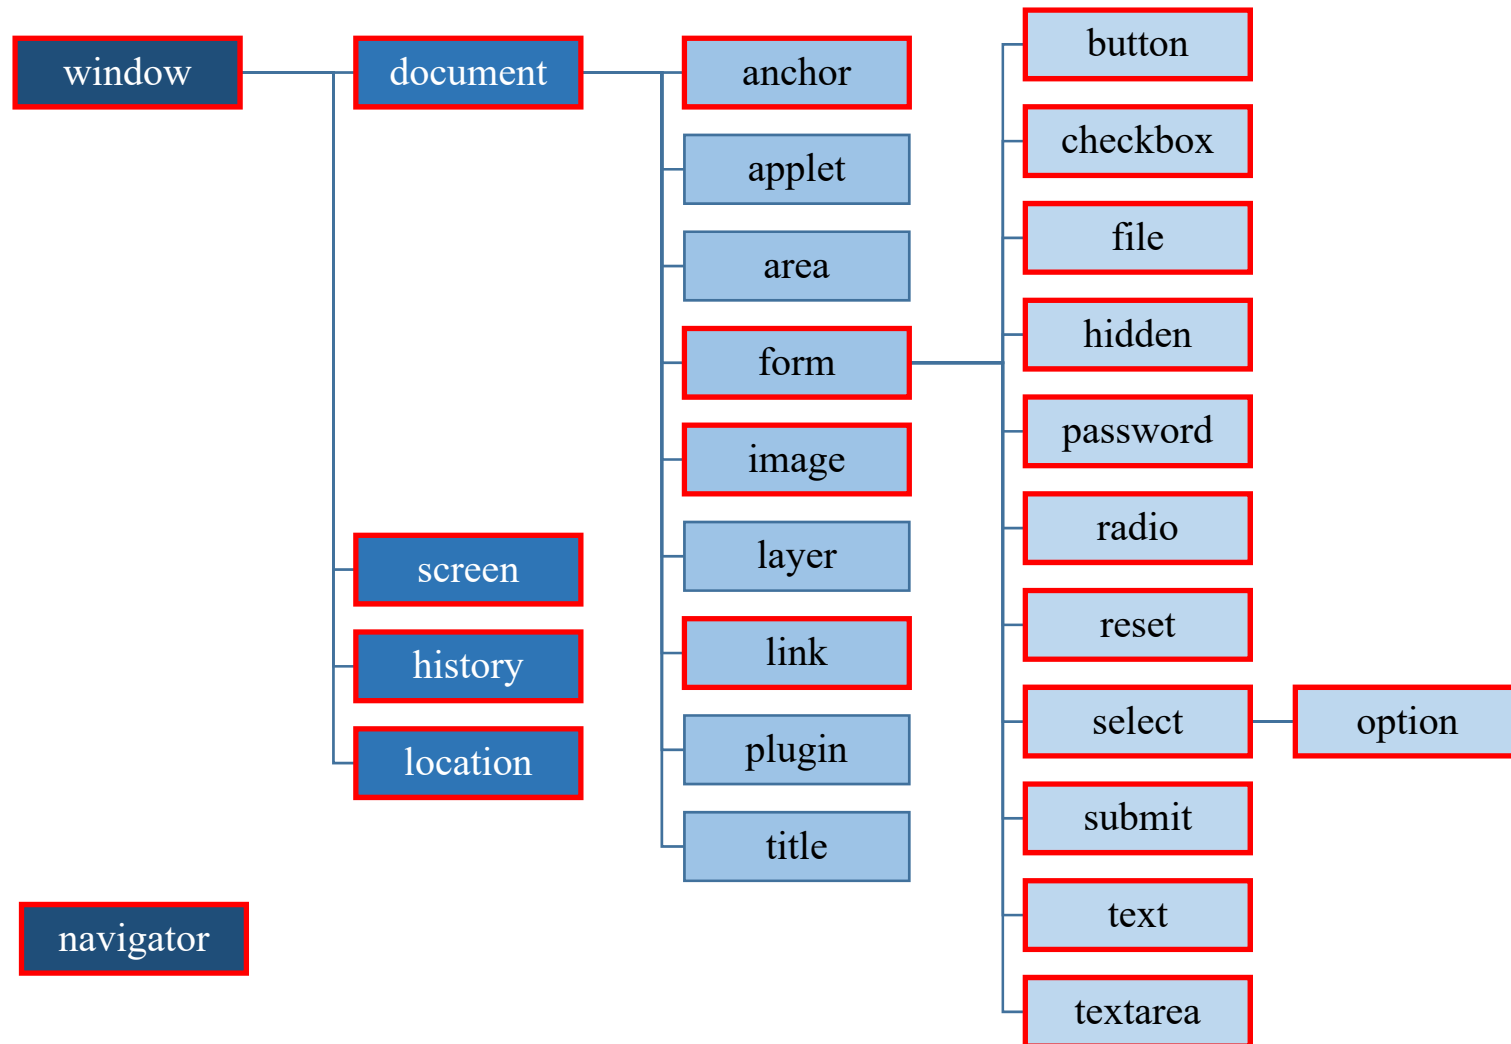 window
document
screen
history
location
navigator
anchor
applet
area
form
image
layer
link
plugin
title
button
checkbox
file
hidden
password
radio
reset
select
submit
text
textarea
option